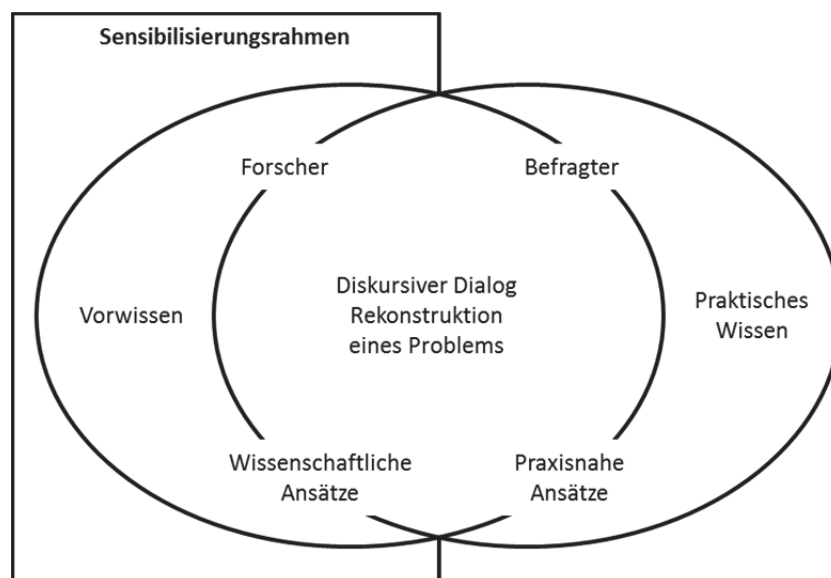 Sensibilisierungsrahmen
Forscher
Befragter
Vorwissen
Diskursiver Dialog
Rekonstruktion
eines Problems
Praktisches
Wissen
Wissenschaftliche
Ansätze
Praxisnahe
Ansätze